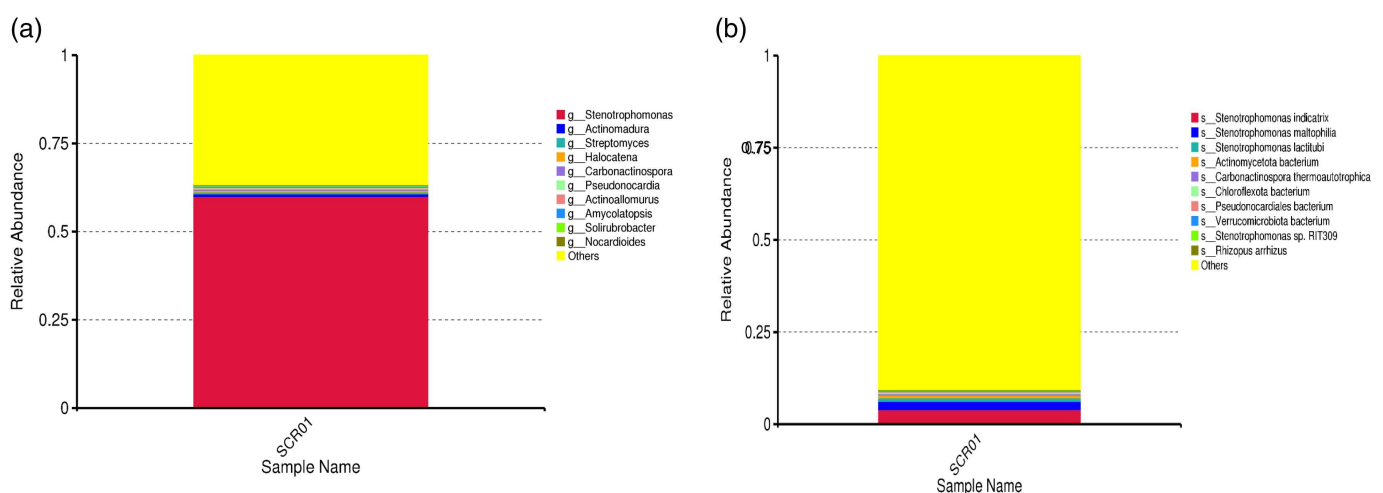 (a)
1
0.75
0.5
0.25
0
Relative Abundance
SCR01
Sample Name
g__Stenotrophomonas
g__Actinomadura
g__Streptomyces
g__Halocatena
g__Carbonactinospora
g__Pseudonocardia
g__Actinoallomurus
g__Amycolatopsis
g__Solirubrobacter
g__Nocardioides
Others
(b)
1
0.75
0.5
0.25
0
Relative Abundance
SCR01
Sample Name
s__Stenotrophomonas indicatrix
s__Stenotrophomonas maltophilia
s__Stenotrophomonas lactitubi
s__Actinomycetota bacterium
s__Carbonactinospora thermoautotrophica
s__Chloroflexota bacterium
s__Pseudonocardiales bacterium
s__Verrucomicrobiota bacterium
s__Stenotrophomonas sp. RIT309
s__Rhizopus arrhizus
Others